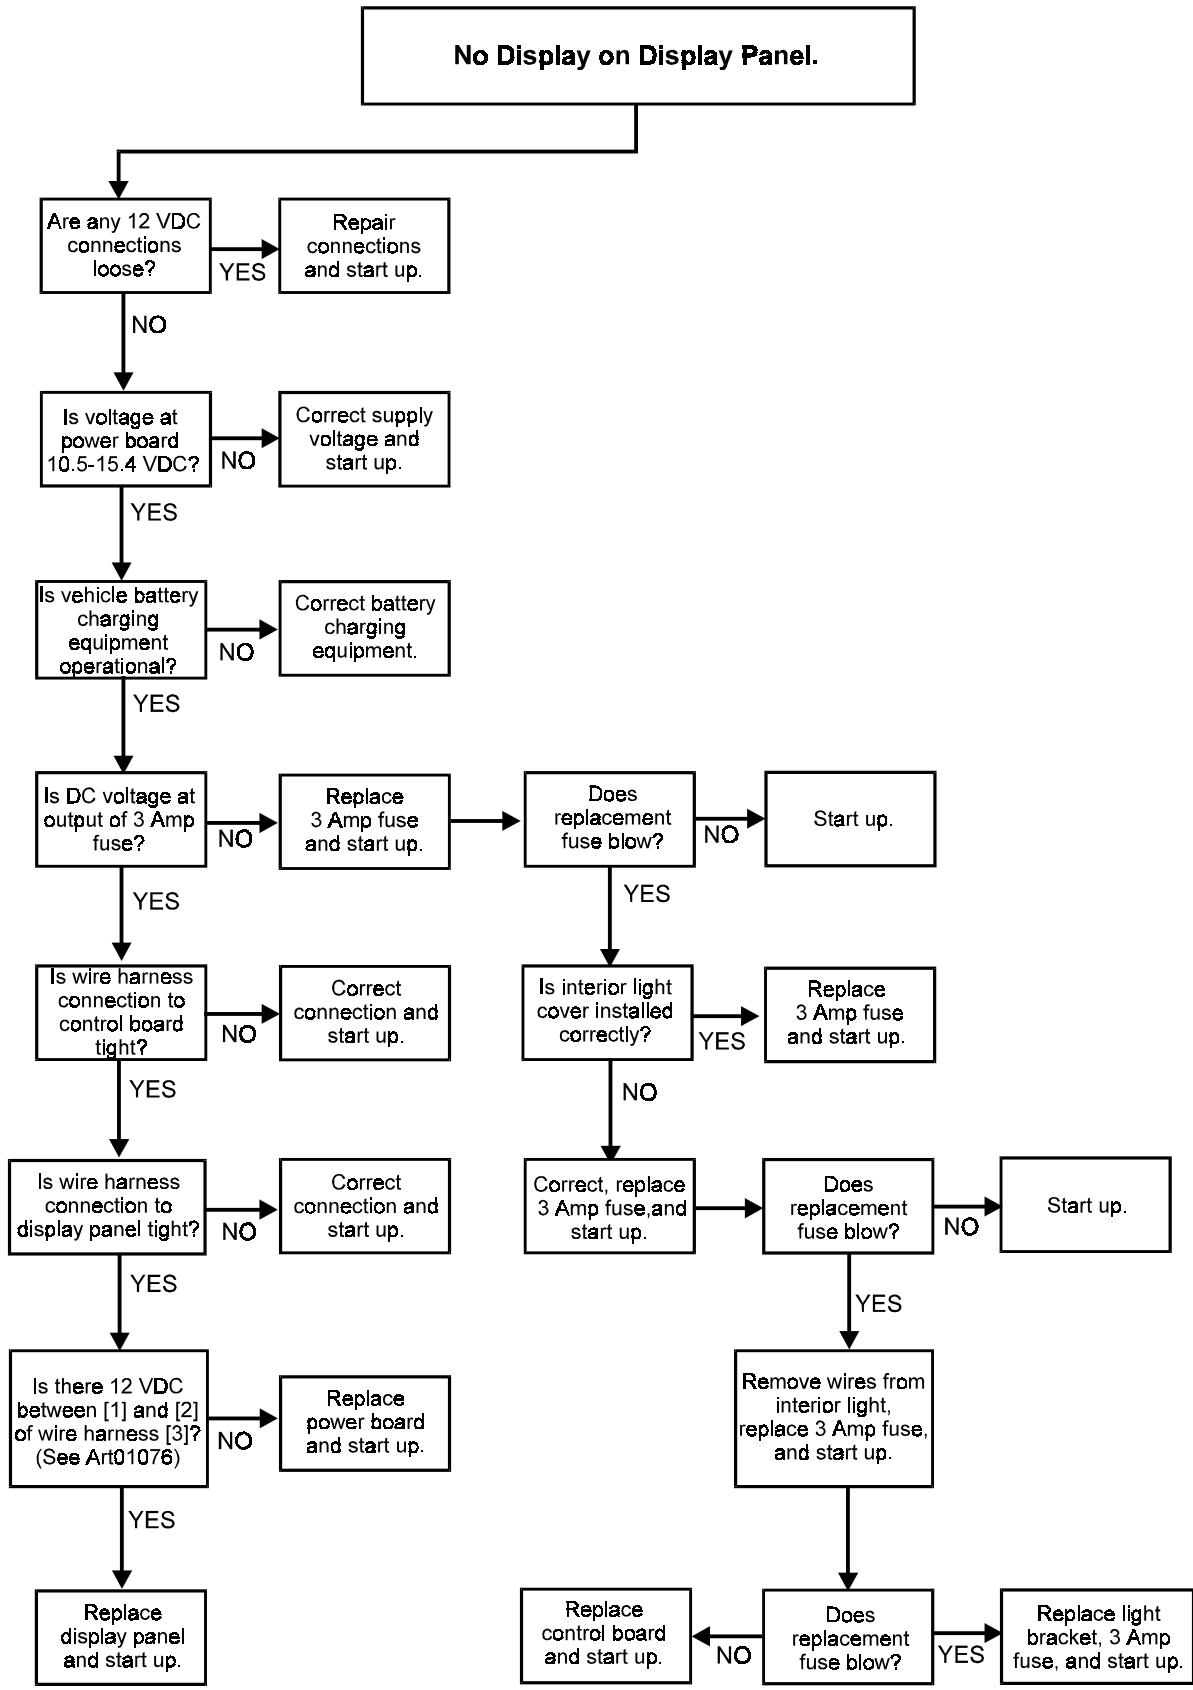 No Display on Display Panel.
Are any 12 VDC
connections
loose?
YES
Repair
connections
and start up.
NO
Is voltage at
power board
10.5-15.4 VDC?
NO
Correct supply
voltage and
start up.
YES
Is vehicle battery
charging
equipment
operational?
NO
Correct battery
charging
equipment.
YES
Is DC voltage at
output of 3 Amp
fuse?
NO
Replace
3 Amp fuse
and start up.
Does
replacement
fuse blow?
NO
Start up.
YES
YES
Is wire harness
connection to
control board
tight?
NO
Correct
connection and
start up.
Is interior light
cover installed
correctly?
YES
Replace
3 Amp fuse
and start up.
YES
NO
Is wire harness
connection to
display panel tight?
NO
Correct
connection and
start up.
Correct, replace
3 Amp fuse,and
start up.
Does
replacement
fuse blow?
NO
Start up.
YES
YES
Is there 12 VDC
between [1] and [2]
of wire harness [3]?
(See Art01076)
NO
Replace
power board
and start up.
Remove wires from
interior light,
replace 3 Amp fuse,
and start up.
YES
Replace
display panel
and start up.
Replace
control board
and start up.
NO
Does
replacement
fuse blow?
YES
Replace light
bracket, 3 Amp
fuse, and start up.